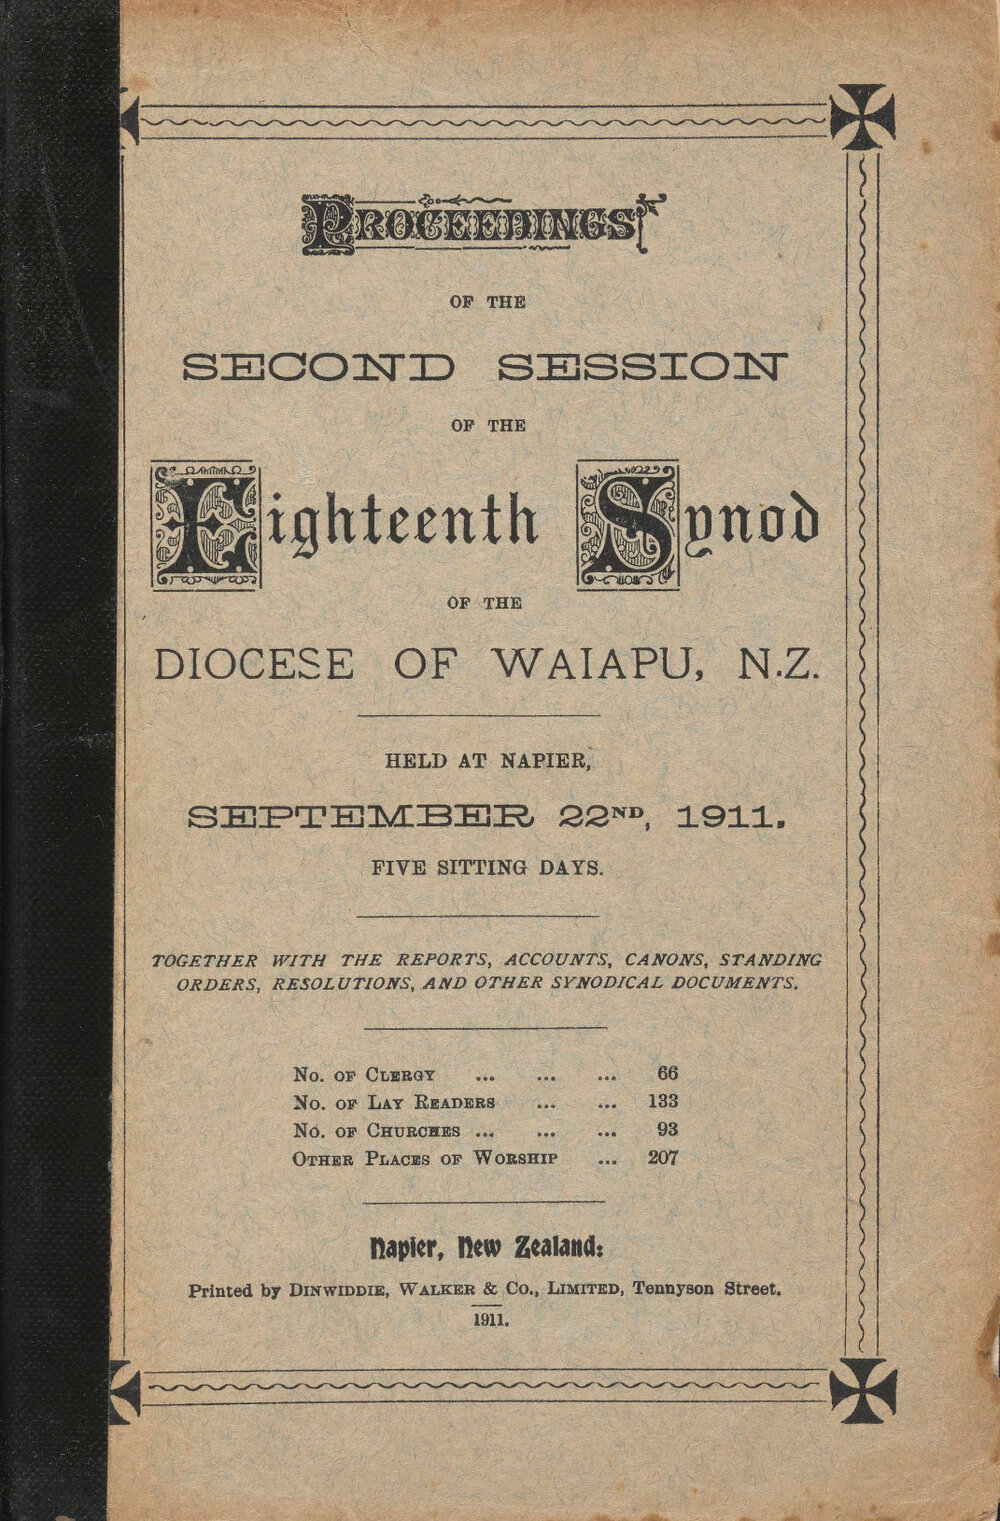 PROCEEDINGS
OF THE
SECOND SESSION
OF THE
Eighteenth Synod
OF THE
DIOCESE OF WAIAPU, N.Z.
HELD AT NAPIER,
SEPTEMBER 22ND, 1911.
FIVE SITTING DAYS.
TOGETHER WITH THE REPORTS, ACCOUNTS, CANONS, STANDING
ORDERS, RESOLUTIONS, AND OTHER SYNODICAL DOCUMENTS.
No. of Clergy ... ... ... 66
No. of Lay Readers ... ... 133
No. of Churches ... ... ... 93
Other Places of Worship ... 207
Napier, New Zealand:
Printed by Dinwiddie, Walker & Co., Limited, Tennyson Street.
1911.